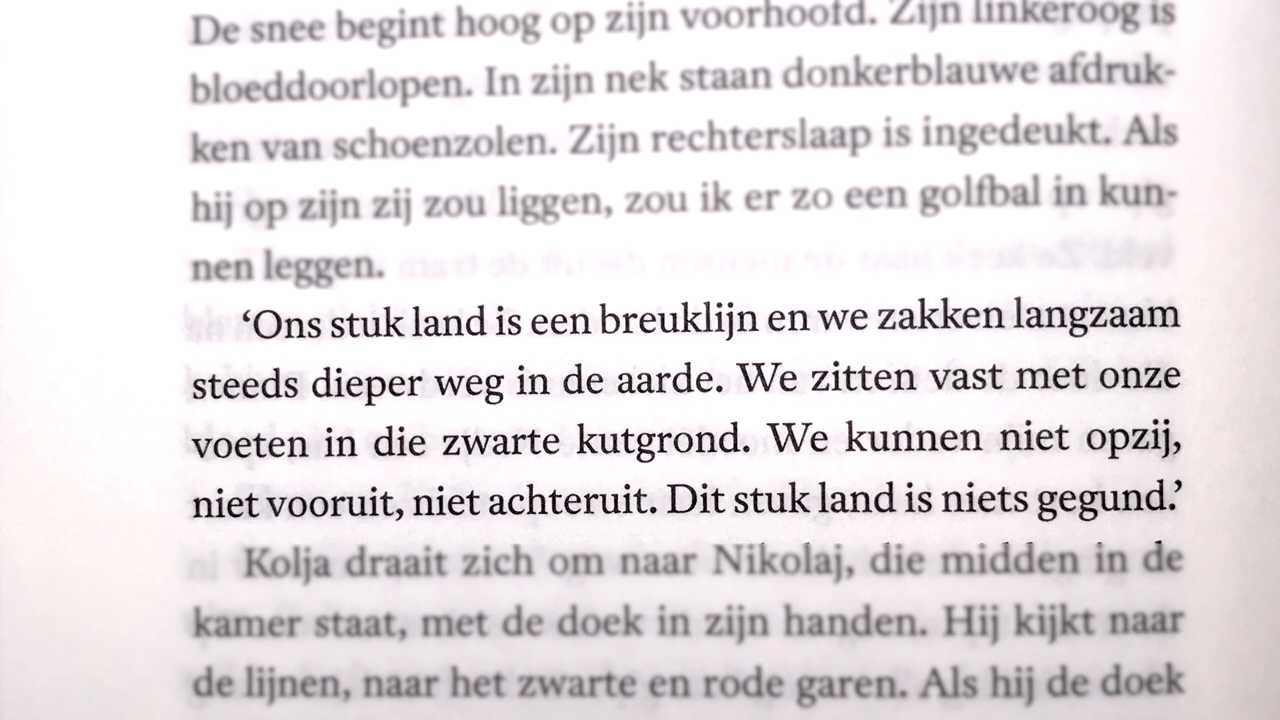 De snee begint hoog op zijn voorhoofd. Zijn linkeroog is
bloeddoorlopen. In zijn nek staan donkerblauwe afdruk-
ken van schoenzolen. Zijn rechterslaap is ingedeukt. Als
hij op zijn zij zou liggen, zou ik er zo een golfbal in kun-
nen leggen.
‘Ons stuk land is een breuklijn en we zakken langzaam
steeds dieper weg in de aarde. We zitten vast met onze
voeten in die zwarte kutgrond. We kunnen niet opzij,
niet vooruit, niet achteruit. Dit stuk land is niets gegund.’
Kolja draait zich om naar Nikolaj, die midden in de
kamer staat, met de doek in zijn handen. Hij kijkt naar
de lijnen, naar het zwarte en rode garen. Als hij de doek